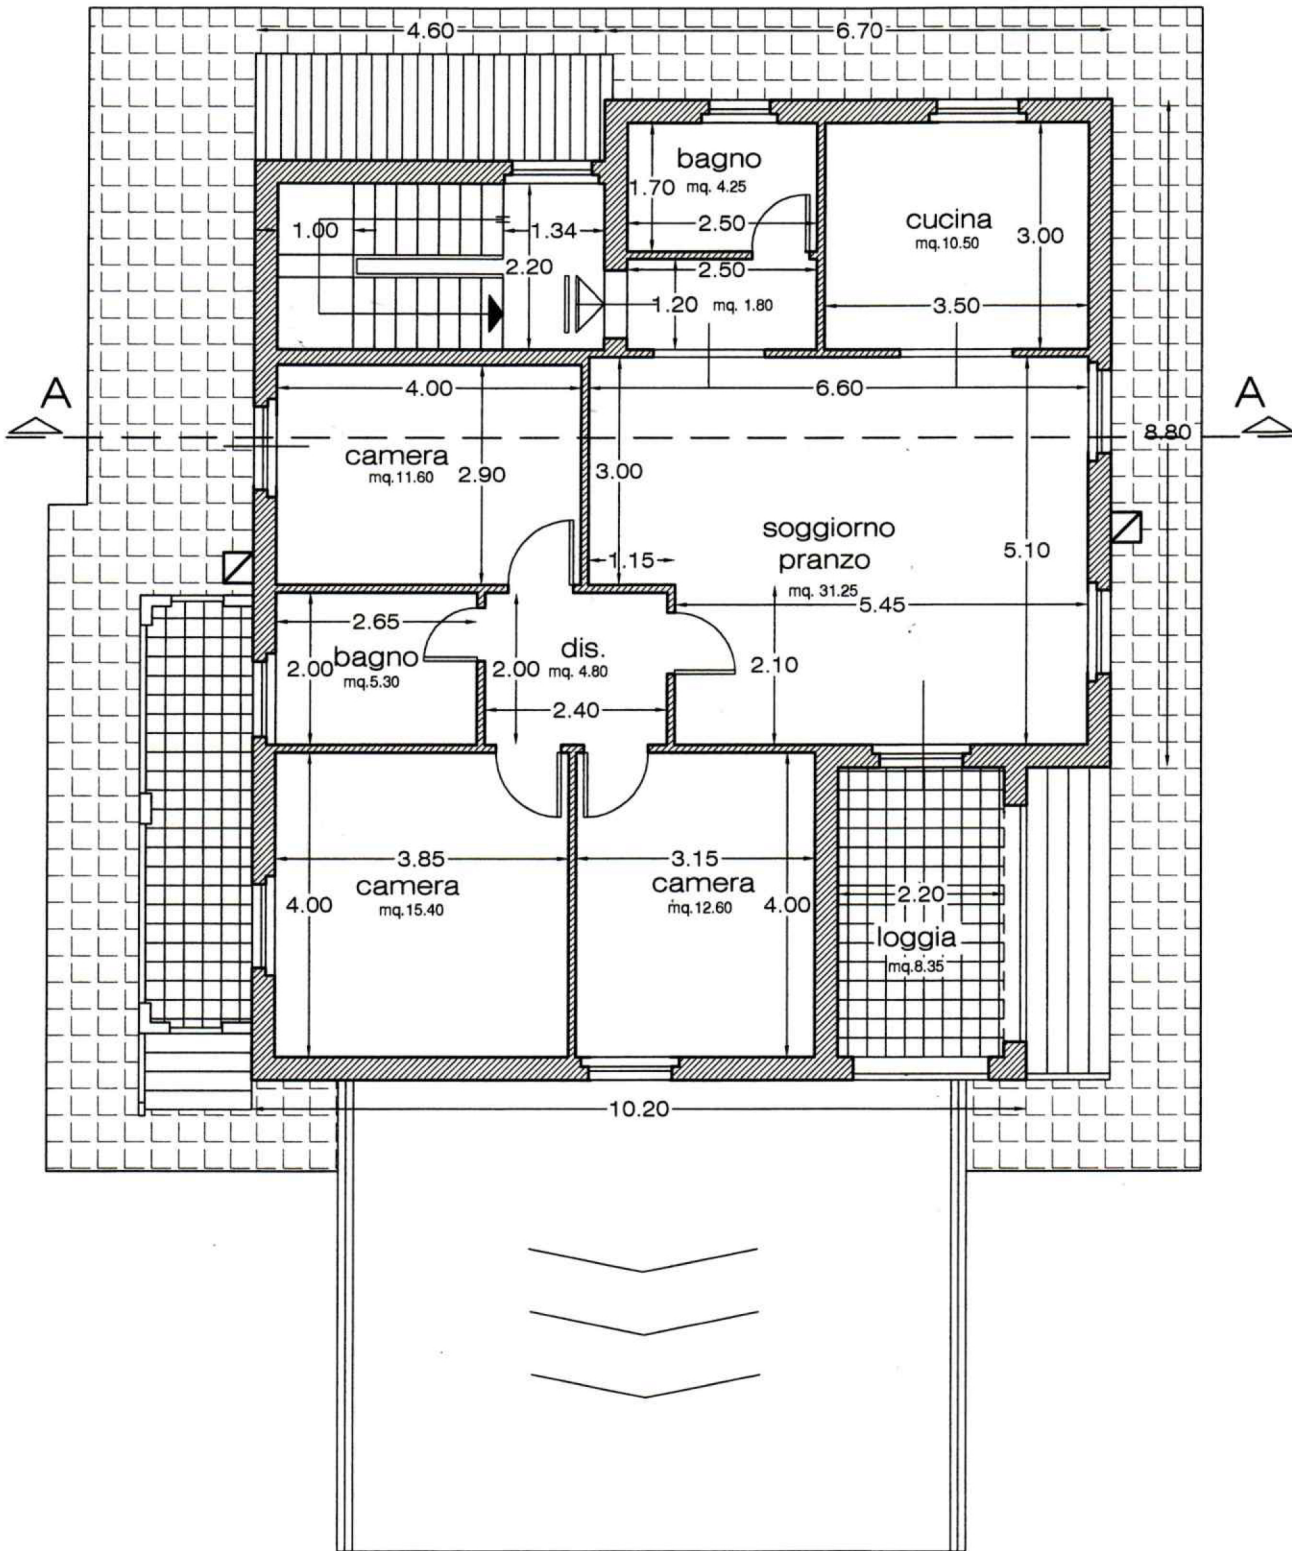 4.60
6.70
bagno
mq. 4.25
1.70
2.50
cucina
mq.10.50
3.00
3.50
1.00
1.34
2.20
2.50
1.20
mq. 1.80
A
A
4.00
6.60
8.80
camera
mq.11.60
2.90
3.00
soggiorno
pranzo
mq. 31.25
5.10
1.15
5.45
2.65
bagno
mq.5.30
2.00
dis.
mq. 4.80
2.00
2.10
2.40
3.85
camera
mq.15.40
4.00
3.15
camera
mq.12.60
4.00
2.20
loggia
mq.8.35
10.20